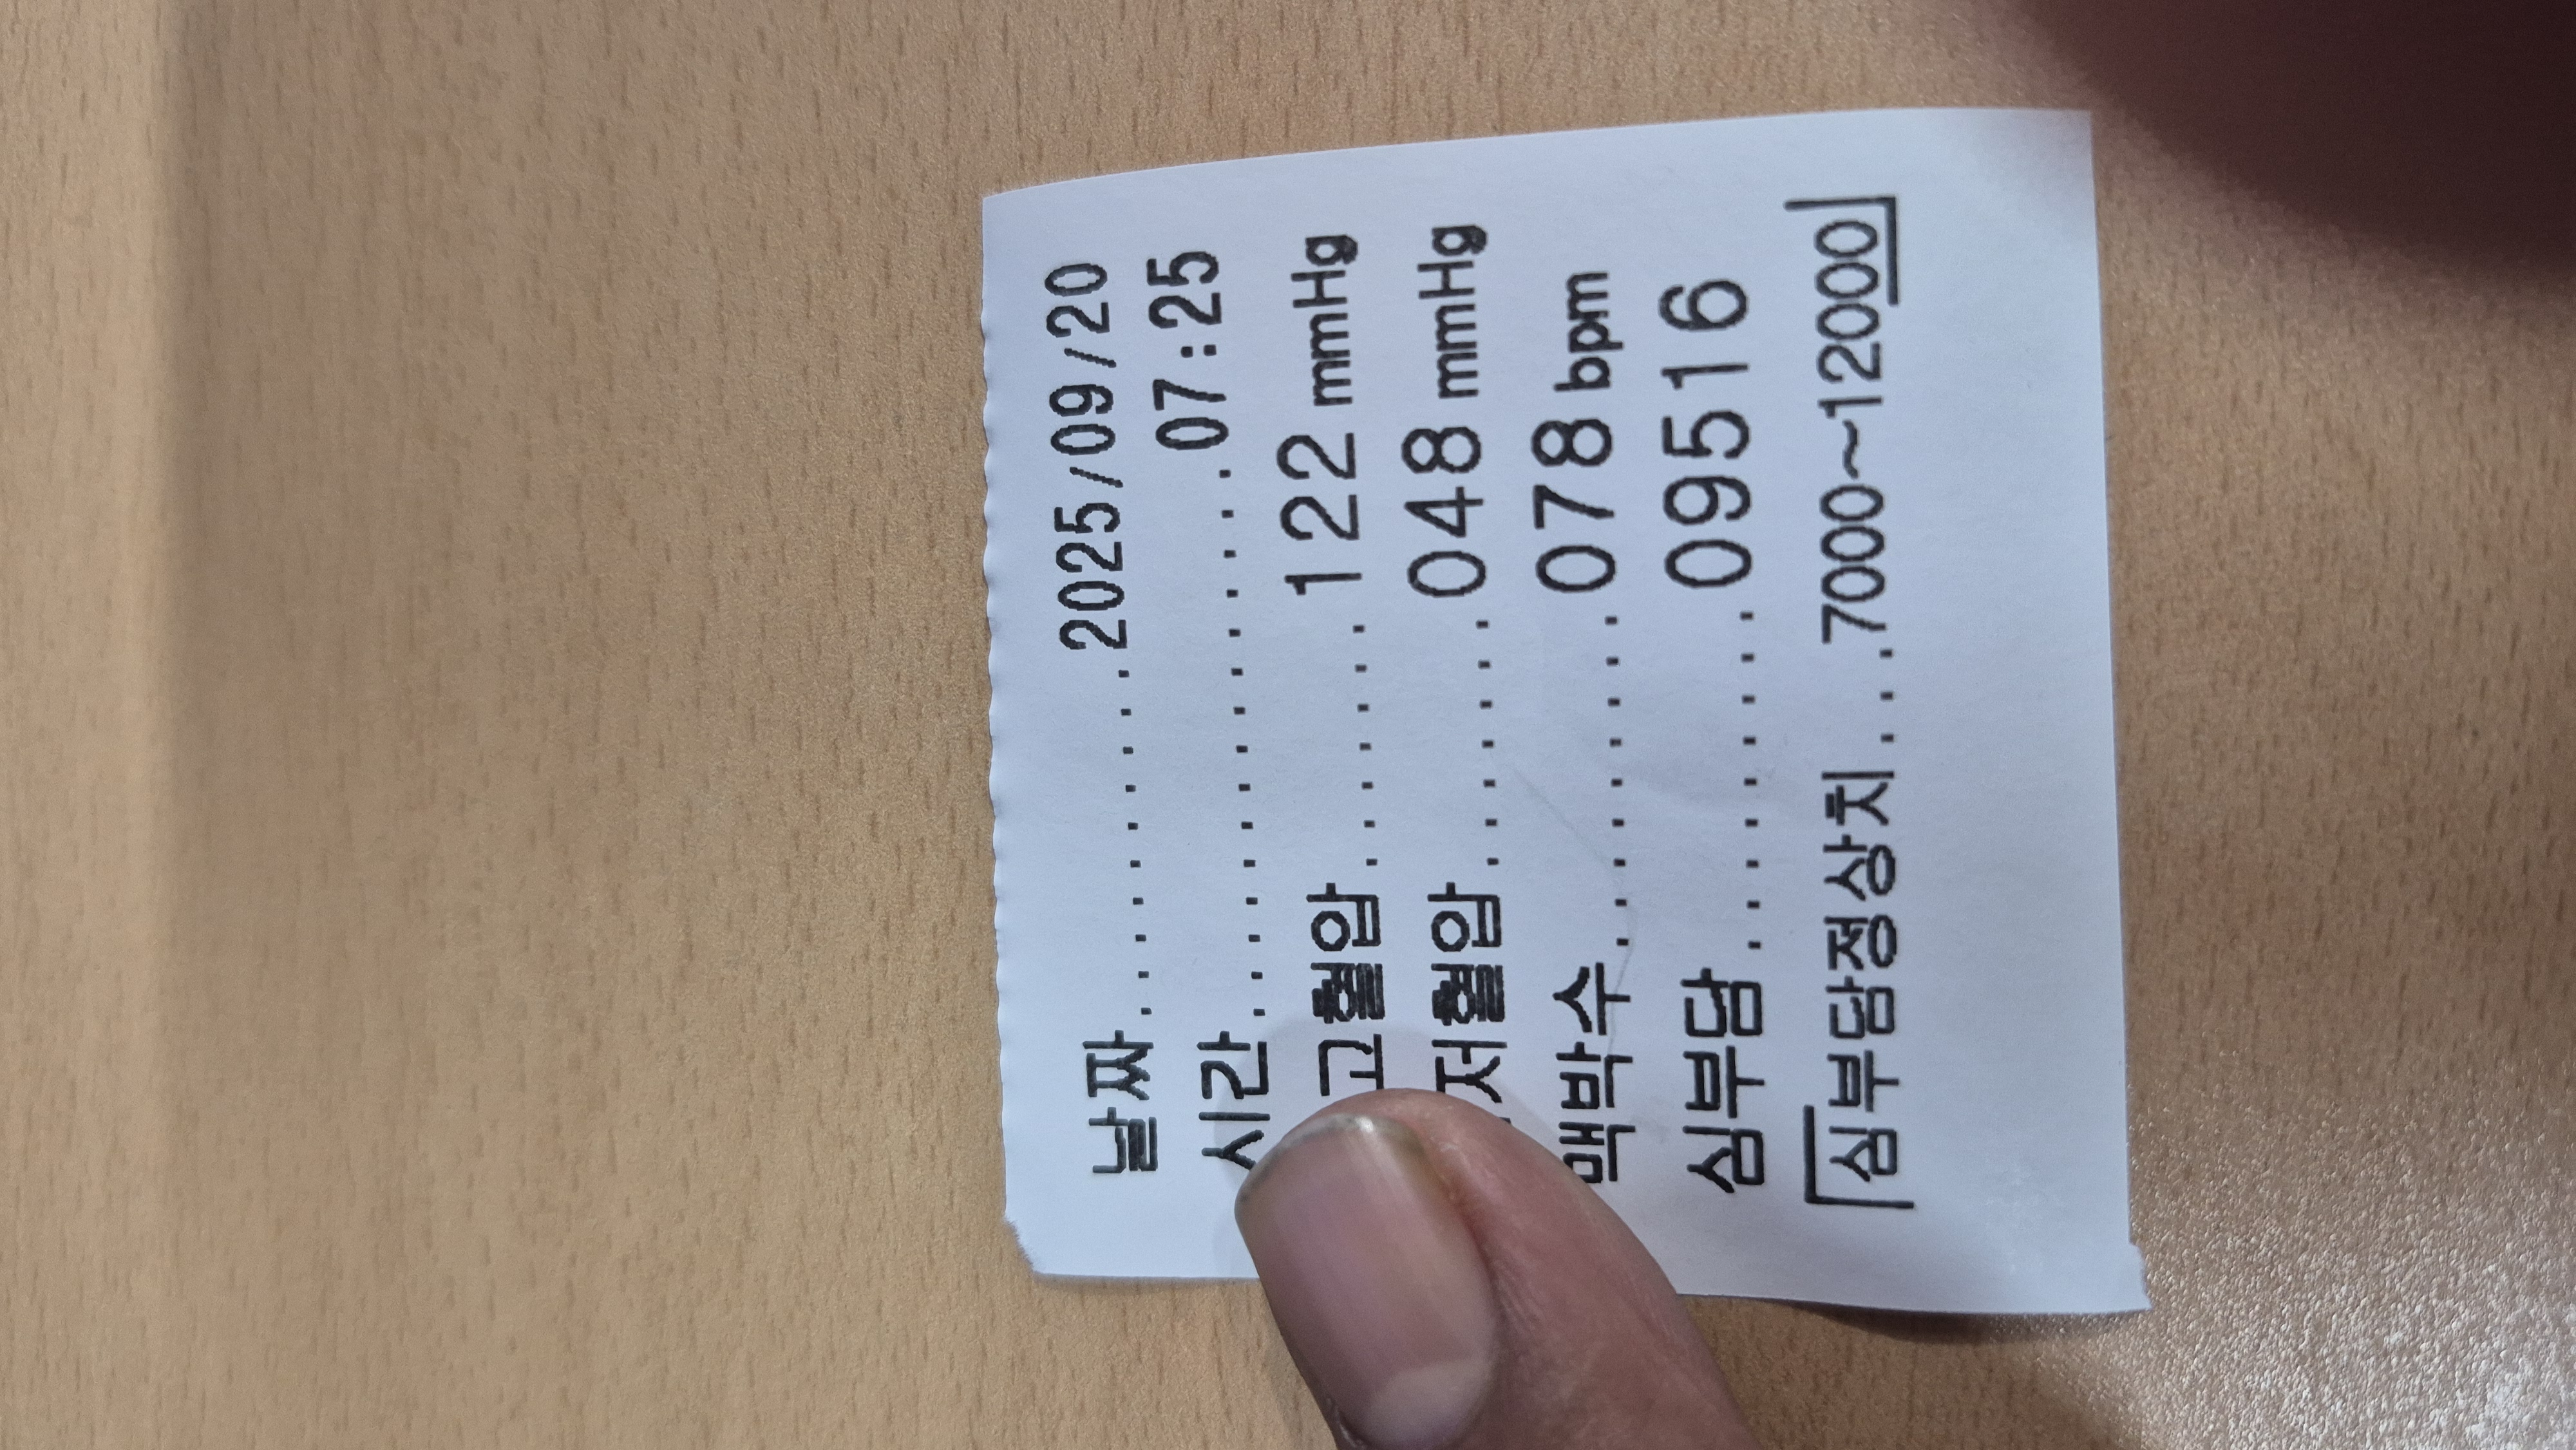 날짜............2025/09/20
시간..............07:25
고혈압.......122 mmHg
저혈압.......048 mmHg
맥박수.........078 bpm
심부담.........09516
심부담정상치...7000~12000